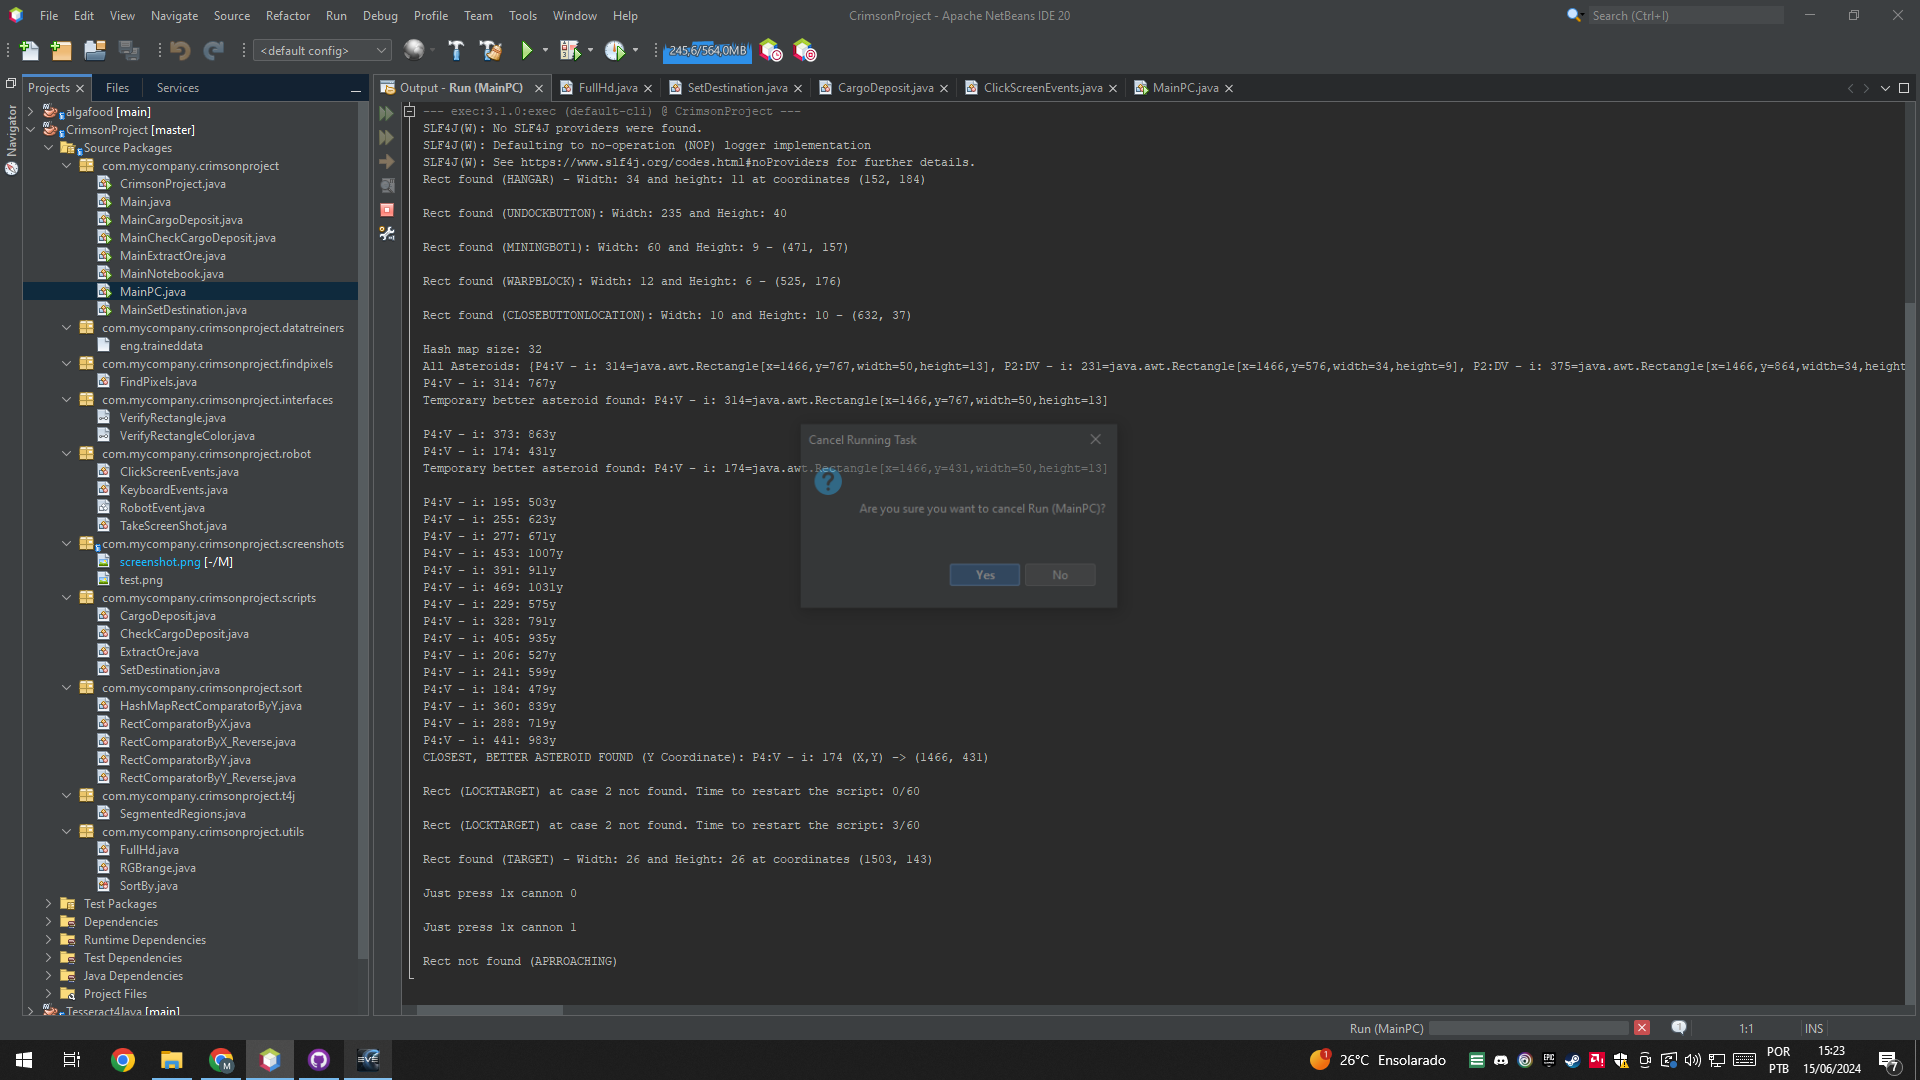 File Edit View Navigate Source Refactor Run Debug Profile Team Tools Window Help
CrimsonProject - Apache NetBeans IDE 20
Search (Ctrl+I)
<default config>
245,6/564,0MB
Projects Files Services
Output - Run (MainPC) FullHd.java SetDestination.java CargoDeposit.java ClickScreenEvents.java MainPC.java
Navigator
algafood [main]
CrimsonProject [master]
Source Packages
com.mycompany.crimsonproject
CrimsonProject.java
Main.java
MainCargoDeposit.java
MainCheckCargoDeposit.java
MainExtractOre.java
MainNotebook.java
MainPC.java
MainSetDestination.java
com.mycompany.crimsonproject.datatreiners
eng.traineddata
com.mycompany.crimsonproject.findpixels
FindPixels.java
com.mycompany.crimsonproject.interfaces
VerifyRectangle.java
VerifyRectangleColor.java
com.mycompany.crimsonproject.robot
ClickScreenEvents.java
KeyboardEvents.java
RobotEvent.java
TakeScreenShot.java
com.mycompany.crimsonproject.screenshots
screenshot.png [-/M]
test.png
com.mycompany.crimsonproject.scripts
CargoDeposit.java
CheckCargoDeposit.java
ExtractOre.java
SetDestination.java
com.mycompany.crimsonproject.sort
HashMapRectComparatorByY.java
RectComparatorByX.java
RectComparatorByX_Reverse.java
RectComparatorByY.java
RectComparatorByY_Reverse.java
com.mycompany.crimsonproject.t4j
SegmentedRegions.java
com.mycompany.crimsonproject.utils
FullHd.java
RGBrange.java
SortBy.java
Test Packages
Dependencies
Runtime Dependencies
Test Dependencies
Java Dependencies
Project Files
Tesseract4Java [main]
--- exec:3.1.0:exec (default-cli) @ CrimsonProject ---
SLF4J(W): No SLF4J providers were found.
SLF4J(W): Defaulting to no-operation (NOP) logger implementation
SLF4J(W): See https://www.slf4j.org/codes.html#noProviders for further details.
Rect found (HANGAR) - Width: 34 and height: 11 at coordinates (152, 184)
Rect found (UNDOCKBUTTON): Width: 235 and Height: 40
Rect found (MININGBOT1): Width: 60 and Height: 9 - (471, 157)
Rect found (WARPBLOCK): Width: 12 and Height: 6 - (525, 176)
Rect found (CLOSEBUTTONLOCATION): Width: 10 and Height: 10 - (632, 37)
Hash map size: 32
All Asteroids: {P4:V - i: 314=java.awt.Rectangle[x=1466,y=767,width=50,height=13], P2:DV - i: 231=java.awt.Rectangle[x=1466,y=576,width=34,height=9], P2:DV - i: 375=java.awt.Rectangle[x=1466,y=864,width=34,height
P4:V - i: 314: 767y
Temporary better asteroid found: P4:V - i: 314=java.awt.Rectangle[x=1466,y=767,width=50,height=13]
P4:V - i: 373: 863y
P4:V - i: 174: 431y
Temporary better asteroid found: P4:V - i: 174=java.awt.Rectangle[x=1466,y=431,width=50,height=13]
P4:V - i: 195: 503y
P4:V - i: 255: 623y
P4:V - i: 277: 671y
P4:V - i: 453: 1007y
P4:V - i: 391: 911y
P4:V - i: 469: 1031y
P4:V - i: 229: 575y
P4:V - i: 328: 791y
P4:V - i: 405: 935y
P4:V - i: 206: 527y
P4:V - i: 241: 599y
P4:V - i: 184: 479y
P4:V - i: 360: 839y
P4:V - i: 288: 719y
P4:V - i: 441: 983y
CLOSEST, BETTER ASTEROID FOUND (Y Coordinate): P4:V - i: 174 (X,Y) -> (1466, 431)
Rect (LOCKTARGET) at case 2 not found. Time to restart the script: 0/60
Rect (LOCKTARGET) at case 2 not found. Time to restart the script: 3/60
Rect found (TARGET) - Width: 26 and Height: 26 at coordinates (1503, 143)
Just press 1x cannon 0
Just press 1x cannon 1
Rect not found (APRROACHING)
Cancel Running Task
Are you sure you want to cancel Run (MainPC)?
Yes No
Run (MainPC)
1:1 INS
26°C Ensolarado
POR
PTB
15:23
15/06/2024
7